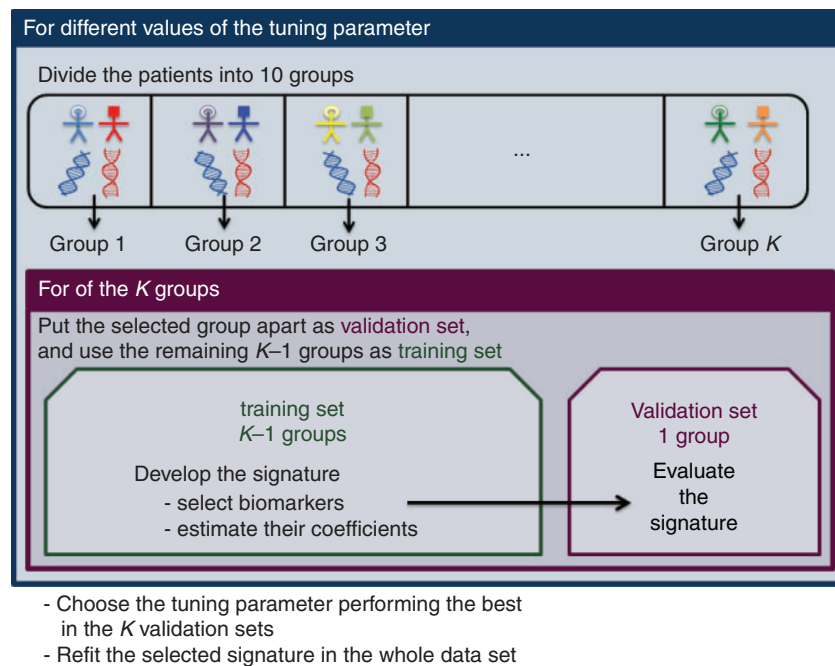 For different values of the tuning parameter
Divide the patients into 10 groups
...
Group 1
Group 2
Group 3
Group K
For of the K groups
Put the selected group apart as validation set,
and use the remaining K–1 groups as training set
training set
K–1 groups
Develop the signature
- select biomarkers
- estimate their coefficients
Validation set
1 group
Evaluate
the
signature
- Choose the tuning parameter performing the best
in the K validation sets
- Refit the selected signature in the whole data set